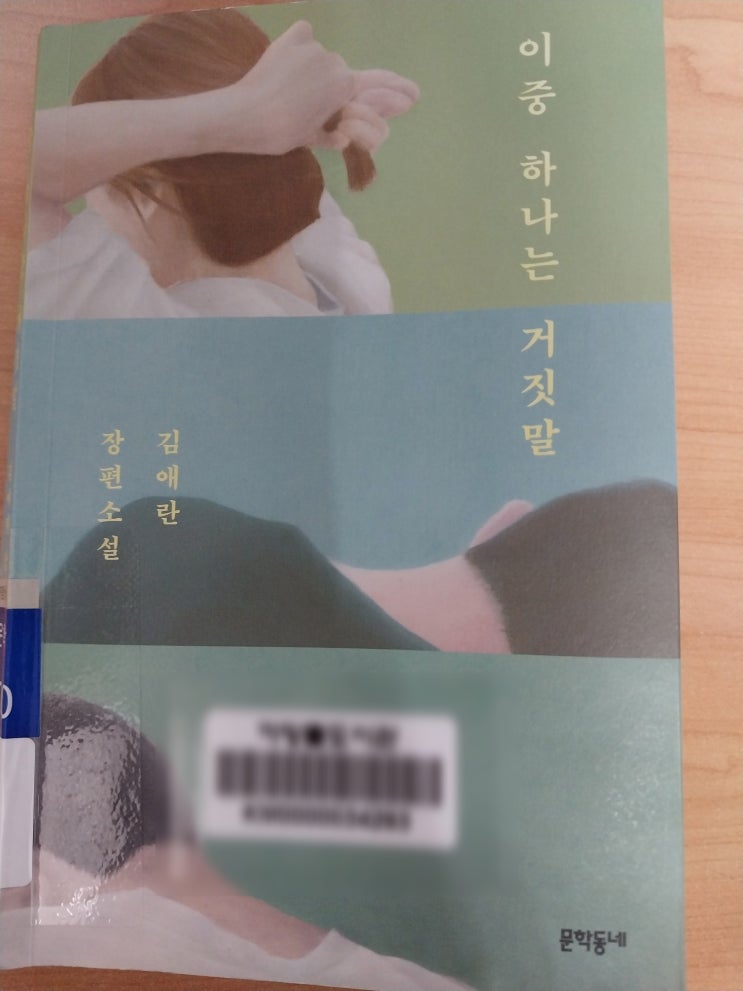 이중 하나는 거짓말
김애란
장편소설
문학동네